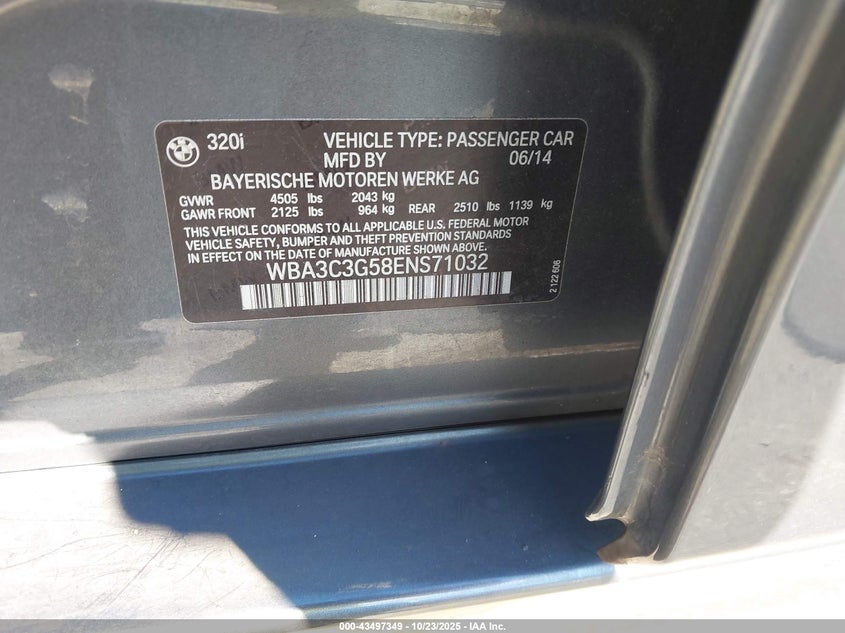 320i VEHICLE TYPE: PASSENGER CAR
MFD BY 06/14
BAYERISCHE MOTOREN WERKE AG
GVWR 4505 lbs 2043 kg
GAWR FRONT 2125 lbs 964 kg REAR 2510 lbs 1139 kg
THIS VEHICLE CONFORMS TO ALL APPLICABLE U.S. FEDERAL MOTOR
VEHICLE SAFETY, BUMPER AND THEFT PREVENTION STANDARDS
IN EFFECT ON THE DATE OF MANUFACTURE SHOWN ABOVE.
WBA3C3G58ENS71032
2 122 606
000-43497349 - 10/23/2025 - IAA Inc.